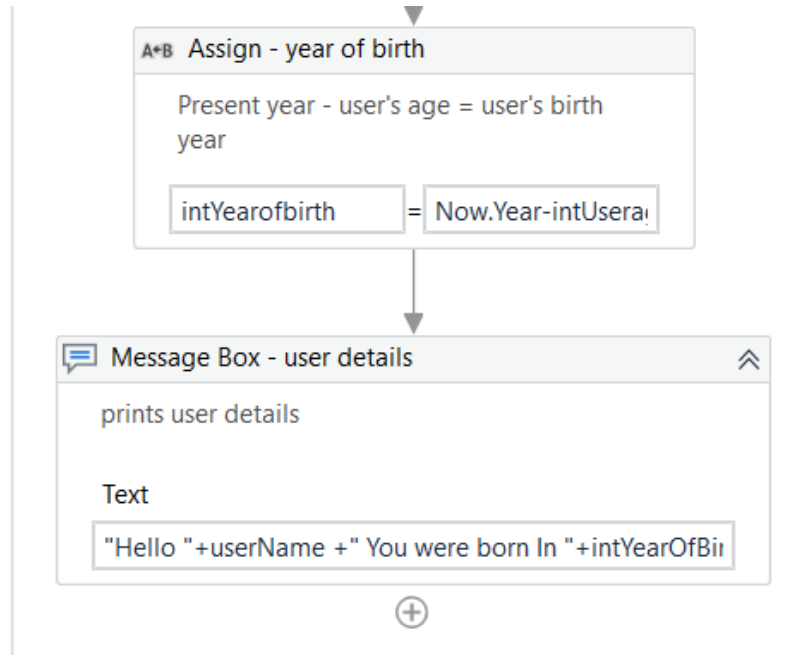 A←B Assign - year of birth
Present year - user's age = user's birth
year
intYearofbirth = Now.Year-intUsera
Message Box - user details
prints user details
Text
"Hello "+userName +" You were born In "+intYearOfBi